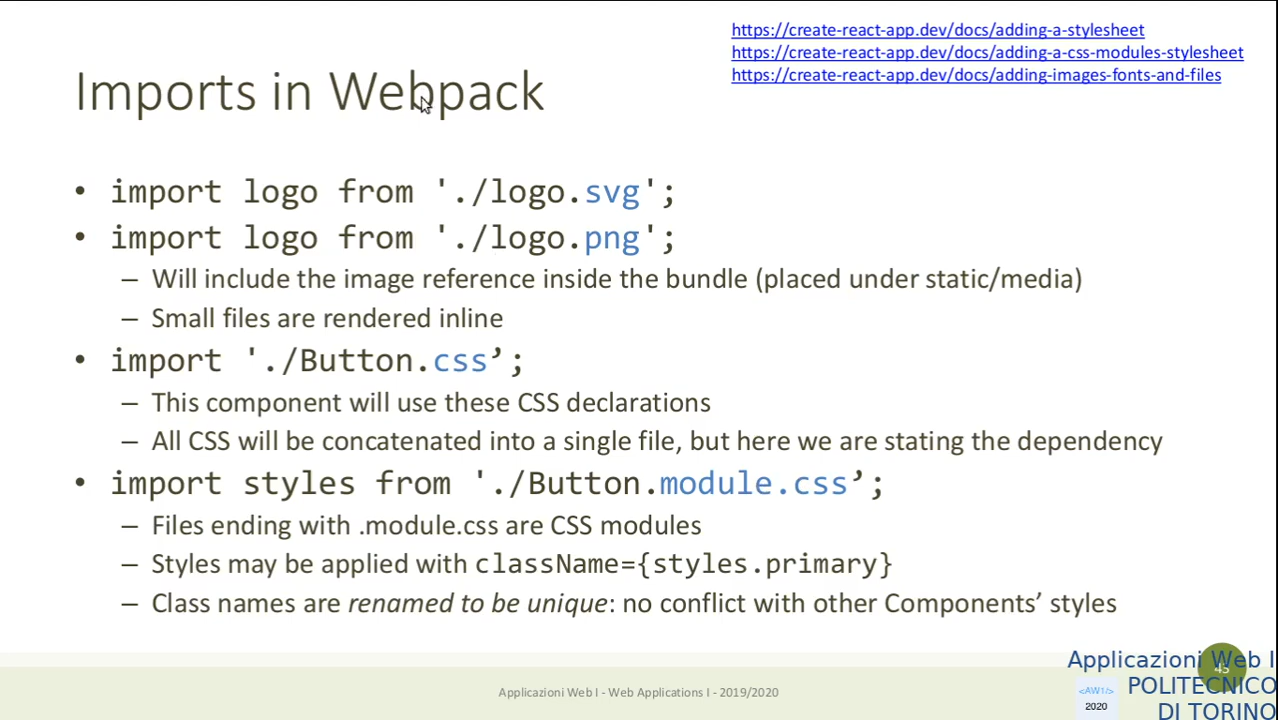 https://create-react-app.dev/docs/adding-a-stylesheet
https://create-react-app.dev/docs/adding-a-css-modules-stylesheet
https://create-react-app.dev/docs/adding-images-fonts-and-files
Imports in Webpack
• import logo from './logo.svg';
• import logo from './logo.png';
– Will include the image reference inside the bundle (placed under static/media)
– Small files are rendered inline
• import './Button.css’;
– This component will use these CSS declarations
– All CSS will be concatenated into a single file, but here we are stating the dependency
• import styles from './Button.module.css’;
– Files ending with .module.css are CSS modules
– Styles may be applied with className={styles.primary}
– Class names are renamed to be unique: no conflict with other Components’ styles
Applicazioni Web I - Web Applications I - 2019/2020
Applicazioni Web I
POLITECNICO
DI TORINO
<AW1/>
2020